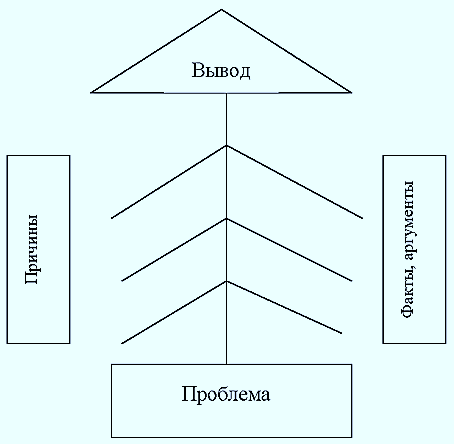 Вывод
Причины
Факты, аргументы
Проблема